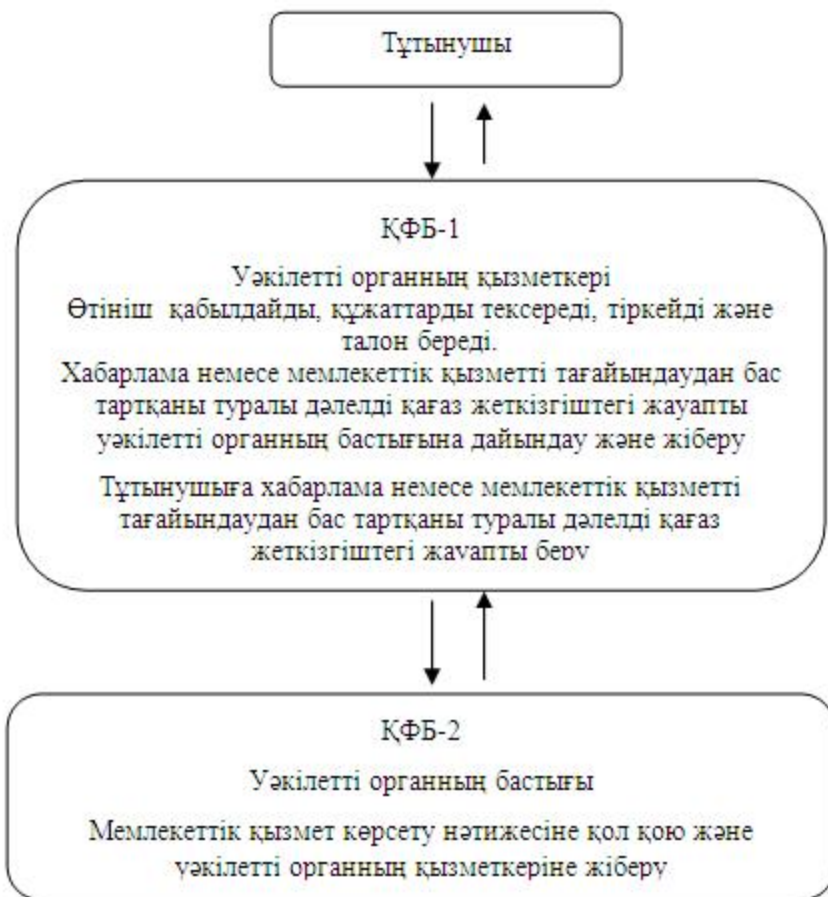 Тұтынушы
ҚФБ-1
Уәкілетті органның қызметкері
Өтініш қабылдайды, құжаттарды тексереді, тіркейді және
талон береді.
Хабарлама немесе мемлекеттік қызметті тағайындаудан бас
тартқаны туралы дәлелді қағаз жеткізгіштегі жауапты
уәкілетті органның бастығына дайындау және жіберу
Тұтынушыға хабарлама немесе мемлекеттік қызметті
тағайындаудан бас тартқаны туралы дәлелді қағаз
жеткізгіштегі жауапты беру
ҚФБ-2
Уәкілетті органның бастығы
Мемлекеттік қызмет көрсету нәтижесіне қол қою және
уәкілетті органның қызметкеріне жіберу